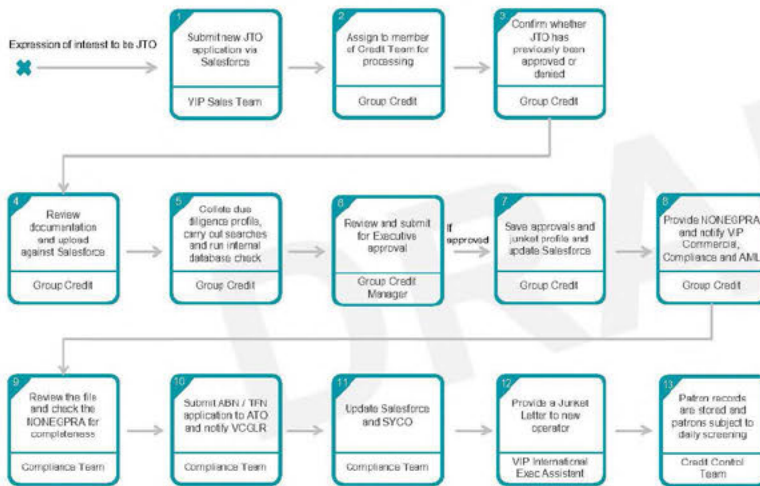 Expression of interest to be JTO
1
Submit new JTO
application via
Salesforce
VIP Sales Team
2
Assign to member
of Credit Team for
processing
Group Credit
3
Confirm whether
JTO has
previously been
approved or
denied
Group Credit
4
Review
documentation
and upload
against Salesforce
Group Credit
5
Collate due
diligence profile,
carry out searches
and run internal
database check
Group Credit
6
Review and submit
for Executive
approval
Group Credit
Manager
If
approved
7
Save approvals and
junket profile and
update Salesforce
Group Credit
8
Provide NONEGPRA
and notify VIP
Commercial,
Compliance and AML
Group Credit
9
Review the file
and check the
NONEGPRA for
completeness
Compliance Team
10
Submit ABN / TFN
application to ATO
and notify VCGLR
Compliance Team
11
Update Salesforce
and SYCO
Compliance Team
12
Provide a Junket
Letter to new
operator
VIP International
Exec Assistant
13
Patron records
are stored and
patrons subject to
daily screening
Credit Control
Team